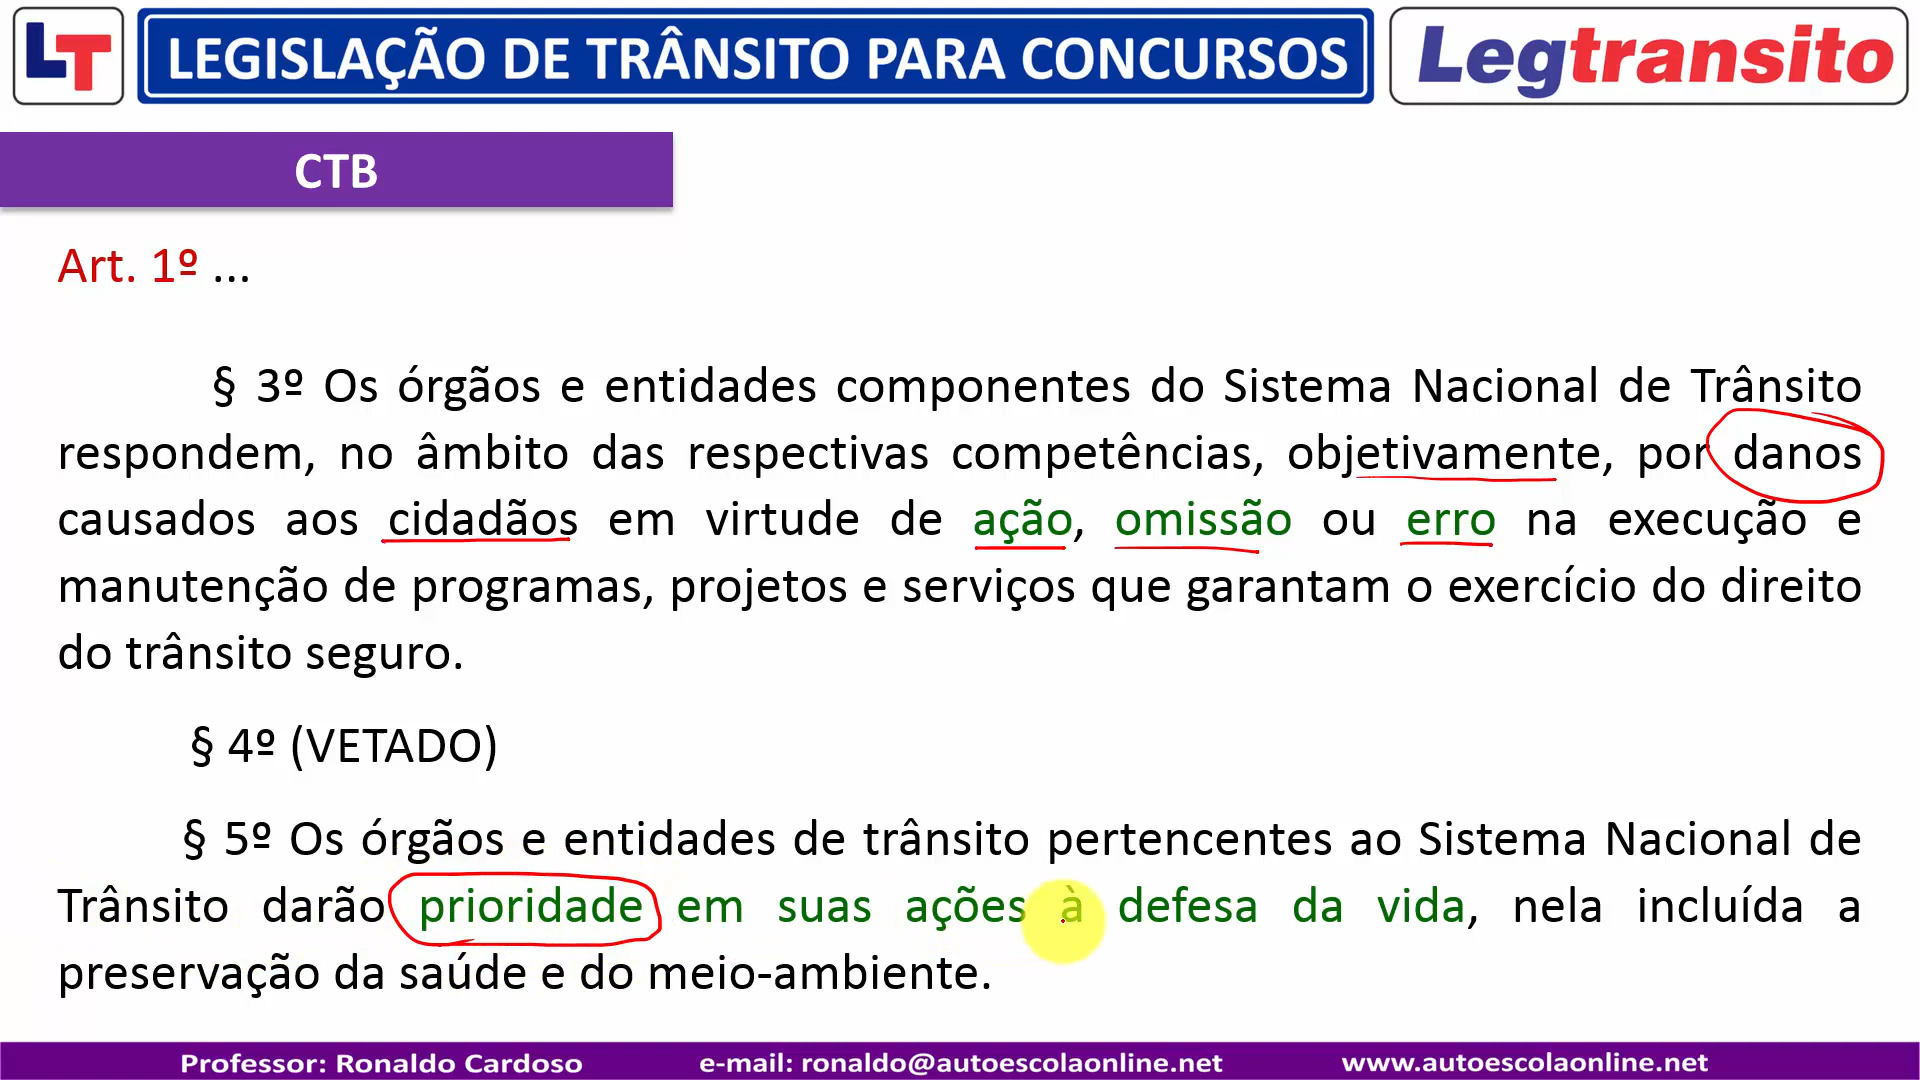 LT LEGISLAÇÃO DE TRÂNSITO PARA CONCURSOS Legtransito
CTB
Art. 1º ...
§ 3º Os órgãos e entidades componentes do Sistema Nacional de Trânsito
respondem, no âmbito das respectivas competências, objetivamente, por danos
causados aos cidadãos em virtude de ação, omissão ou erro na execução e
manutenção de programas, projetos e serviços que garantam o exercício do direito
do trânsito seguro.
§ 4º (VETADO)
§ 5º Os órgãos e entidades de trânsito pertencentes ao Sistema Nacional de
Trânsito darão prioridade em suas ações à defesa da vida, nela incluída a
preservação da saúde e do meio-ambiente.
Professor: Ronaldo Cardoso e-mail: ronaldo@autoescolaonline.net www.autoescolaonline.net